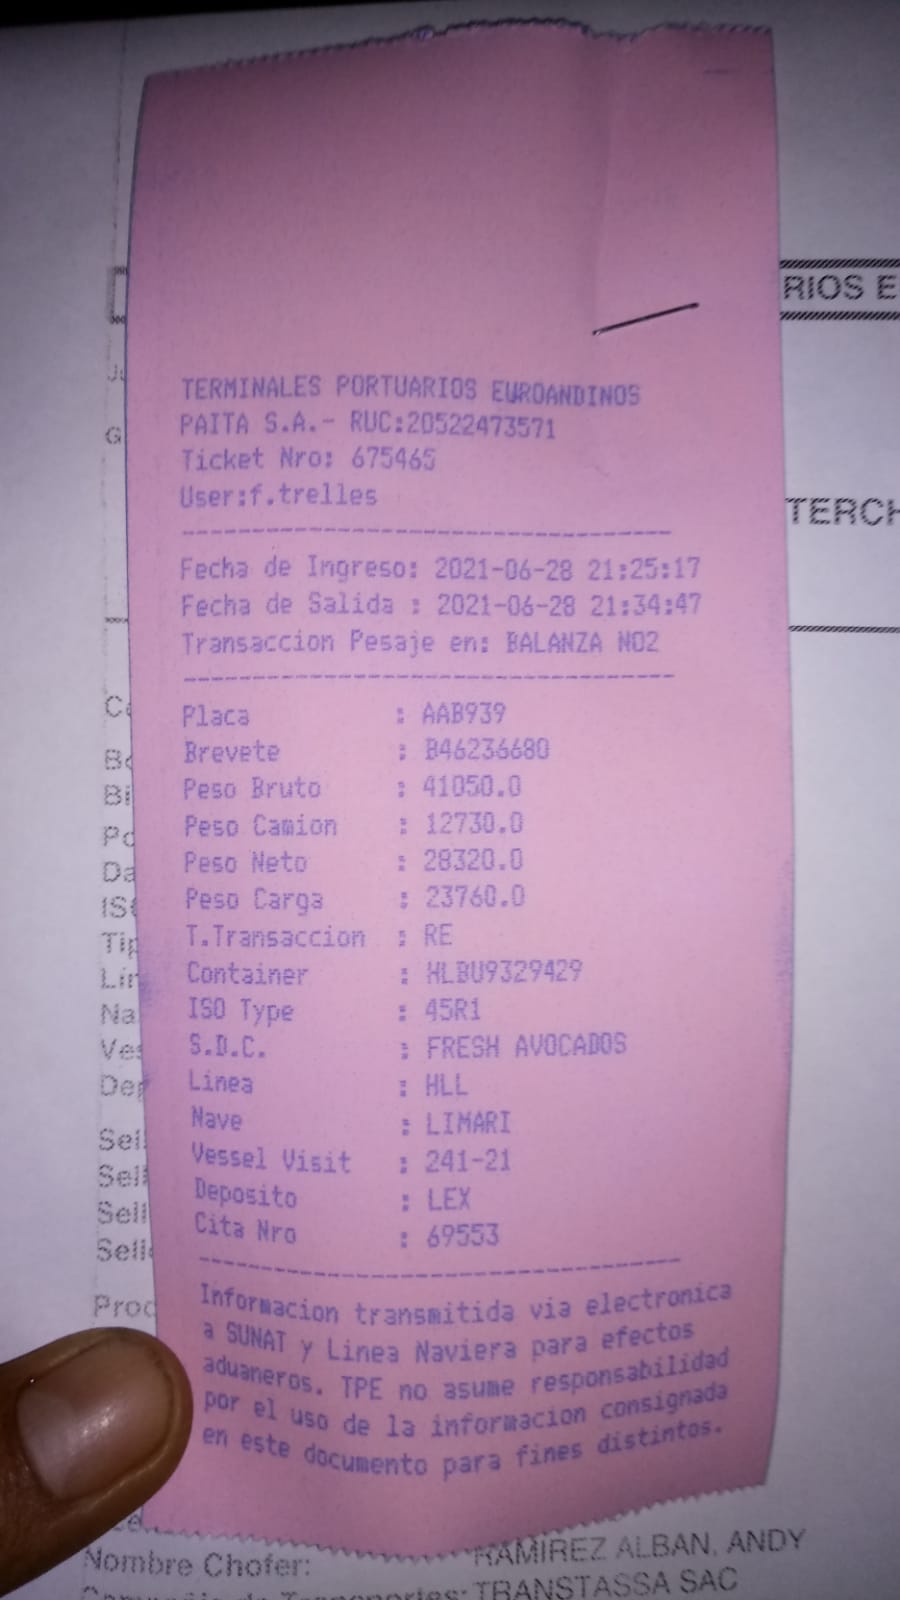 TERMINALES PORTUARIOS EUROANDINOS
PAITA S.A.- RUC:20522473571
Ticket Nro: 675465
User:f.trelles
Fecha de Ingreso: 2021-06-28 21:25:17
Fecha de Salida : 2021-06-28 21:34:47
Transaccion Pesaje en: BALANZA NO2
Placa : AAB939
Brevete : B46236680
Peso Bruto : 41050.0
Peso Camion : 12730.0
Peso Neto : 28320.0
Peso Carga : 23760.0
T.Transaccion : RE
Container : HLBU9329429
ISO Type : 45R1
S.D.C. : FRESH AVOCADOS
Linea : HLL
Nave : LIMARI
Vessel Visit : 241-21
Deposito : LEX
Cita Nro : 69553
Informacion transmitida via electronica
a SUNAT y Linea Naviera para efectos
aduaneros. TPE no asume responsabilidad
por el uso de la informacion consignada
en este documento para fines distintos.
RIOS E
TERCH
Nombre Chofer: RAMIREZ ALBAN, ANDY
TRANSTASSA SAC